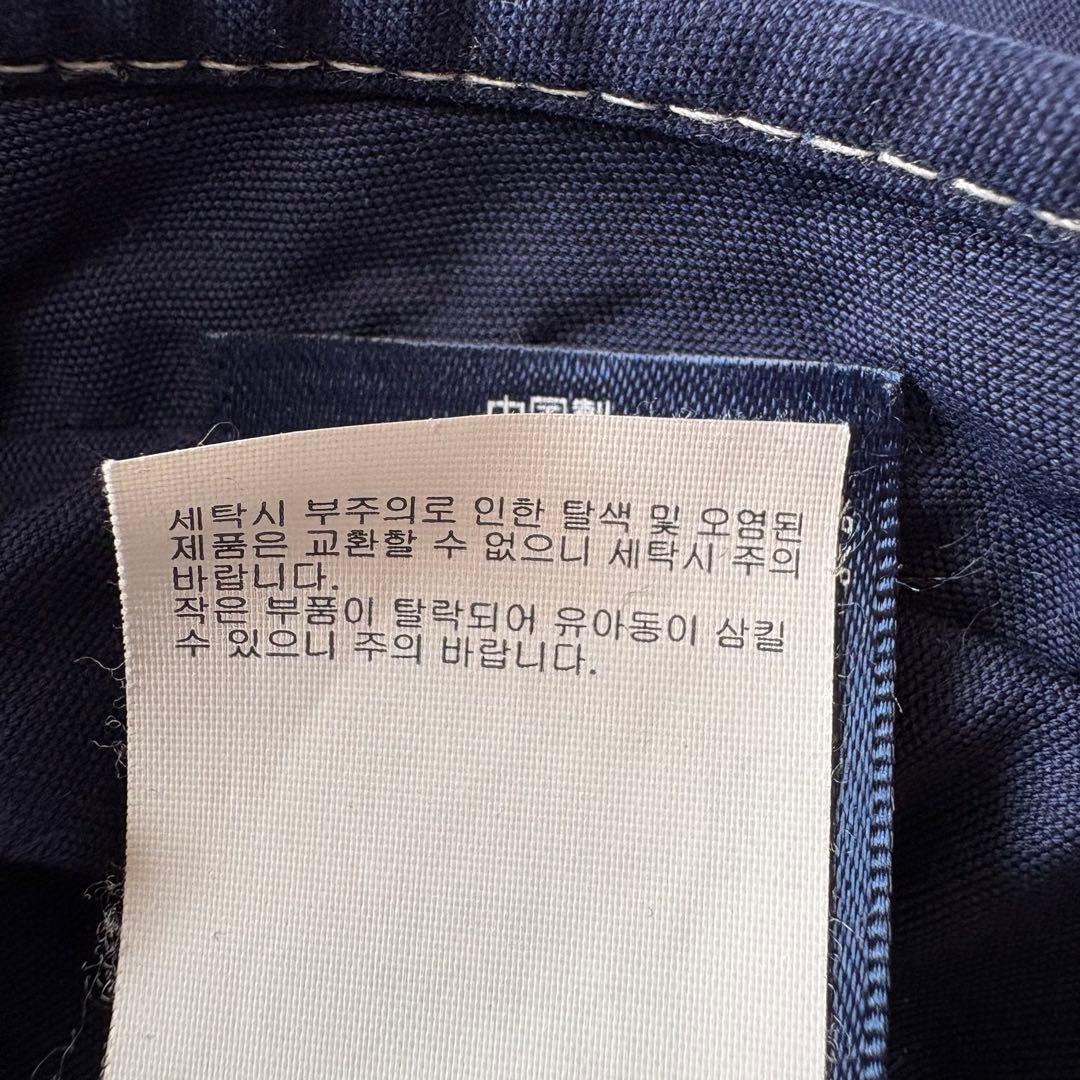 中国製
세탁시 부주의로 인한 탈색 및 오염된
제품은 교환할 수 없으니 세탁시 주의
바랍니다.
작은 부품이 탈락되어 유아동이 삼킬
수 있으니 주의 바랍니다.